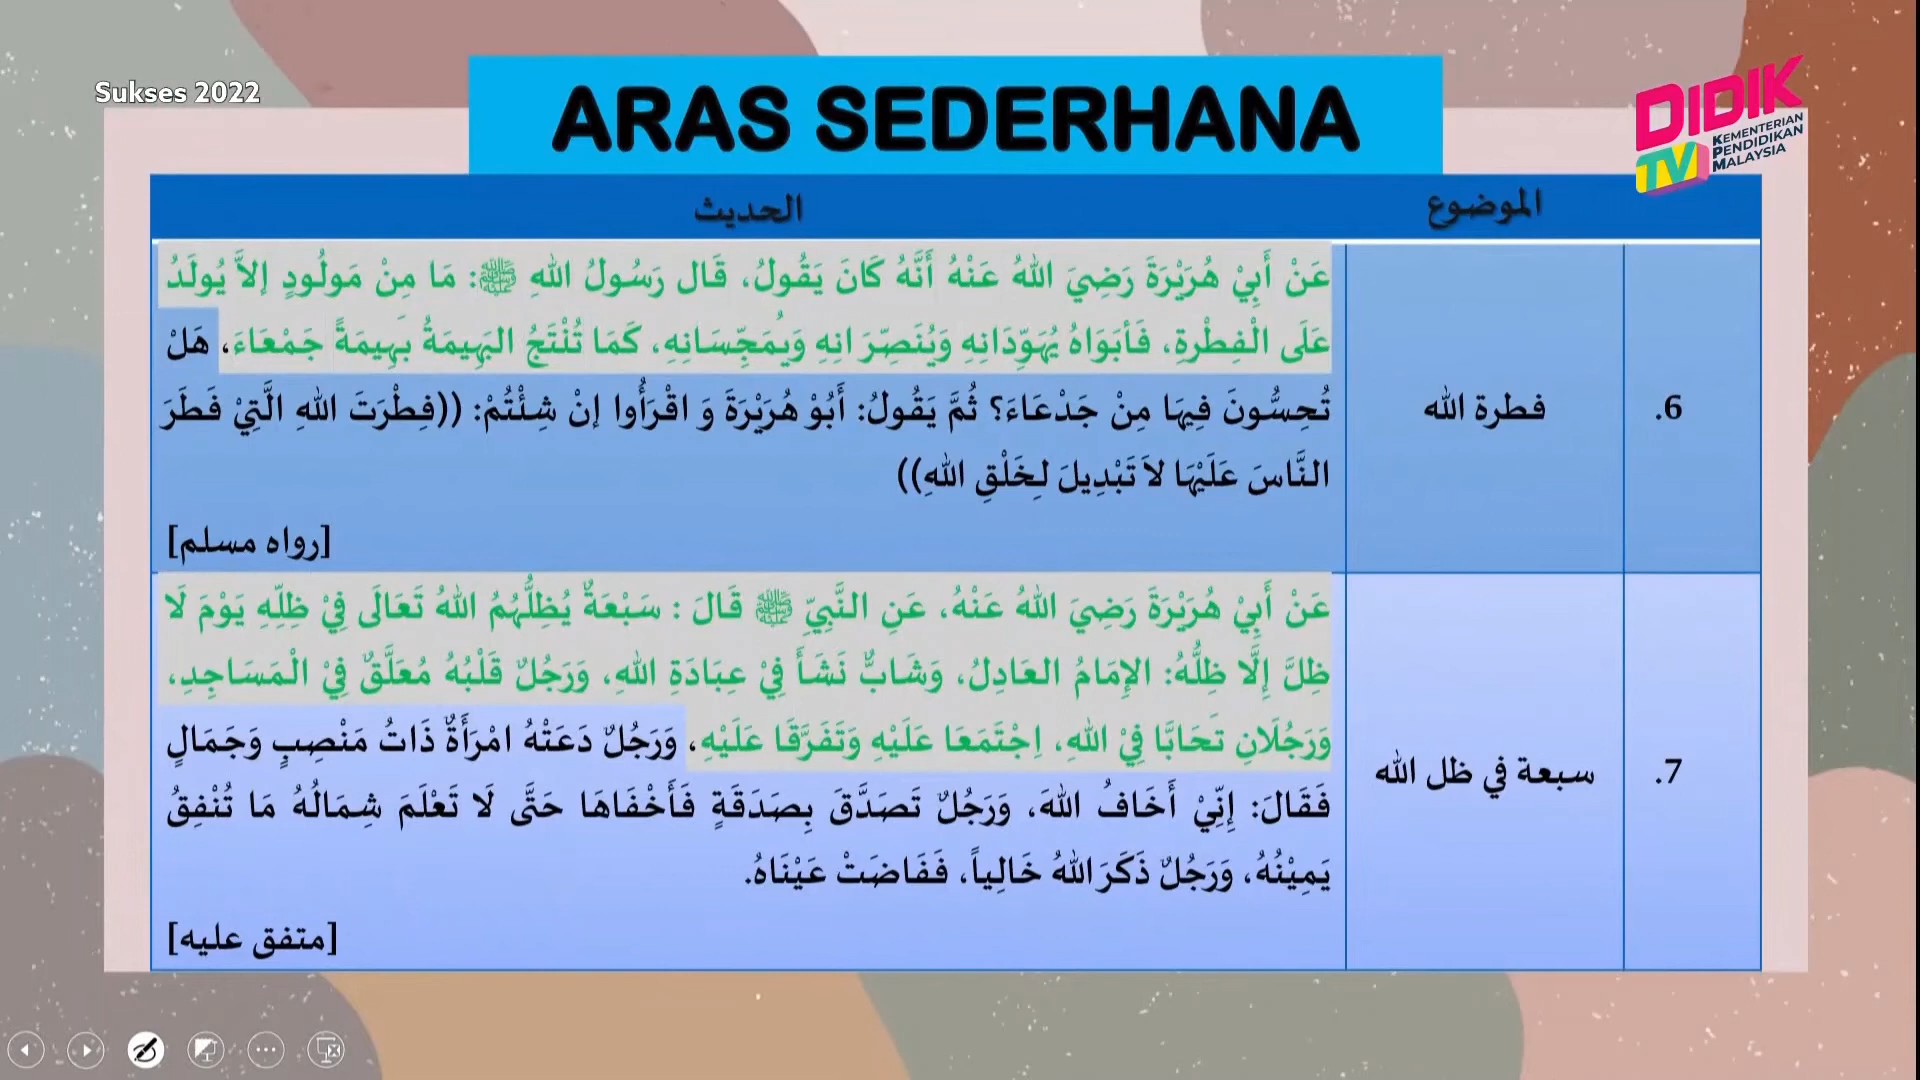 Sukses 2022
ARAS SEDERHANA
DIDIK
TV
KEMENTERIAN
PENDIDIKAN
MALAYSIA
الموضوع
الحديث
6.
فطرة الله
عَنْ أَبِيْ هُرَيْرَةَ رَضِيَ اللهُ عَنْهُ أَنَّهُ كَانَ يَقُولُ، قَال رَسُولُ اللهِ ﷺ: مَا مِنْ مَولُودٍ إلاَّ يُولَدُ
عَلَى الْفِطْرةِ، فَأبَوَاهُ يُهَوِّدَانِهِ وَيُنَصِّرَانِهِ وَيُمَجِّسَانِهِ، كَمَا تُنْتَجُ البَهِيمَةُ بَهِيمَةً جَمْعَاءَ، هَلْ
تُحِسُّونَ فِيهَا مِنْ جَدْعَاءَ؟ ثُمَّ يَقُولُ: أَبُوْ هُرَيْرَةَ وَ اقْرَأُوا إنْ شِئْتُمْ: ((فِطْرَتَ اللهِ الَّتِيْ فَطَرَ
النَّاسَ عَلَيْهَا لاَ تَبْدِيلَ لِخَلْقِ اللهِ))
[رواه مسلم]
7.
سبعة في ظل الله
عَنْ أَبِيْ هُرَيْرَةَ رَضِيَ اللهُ عَنْهُ، عَنِ النَّبِيِّ ﷺ قَالَ : سَبْعَةٌ يُظِلُّهُمُ اللهُ تَعَالَى فِيْ ظِلِّهِ يَوْمَ لَا
ظِلَّ إِلَّا ظِلُّهُ: الإِمَامُ العَادِلُ، وَشَابٌّ نَشَأَ فِيْ عِبَادَةِ اللهِ، وَرَجُلٌ قَلْبُهُ مُعَلَّقٌ فِيْ الْمَسَاجِدِ،
وَرَجُلَانِ تَحَابَّا فِيْ اللهِ، اِجْتَمَعَا عَلَيْهِ وَتَفَرَّقَا عَلَيْهِ، وَرَجُلٌ دَعَتْهُ امْرَأَةٌ ذَاتُ مَنْصِبٍ وَجَمَالٍ
فَقَالَ: إِنِّيْ أَخَافُ اللهَ، وَرَجُلٌ تَصَدَّقَ بِصَدَقَةٍ فَأَخْفَاهَا حَتَّى لَا تَعْلَمَ شِمَالُهُ مَا تُنْفِقُ
يَمِيْنُهُ، وَرَجُلٌ ذَكَرَ اللهُ خَالِياً، فَفَاضَتْ عَيْنَاهُ.
[متفق عليه]